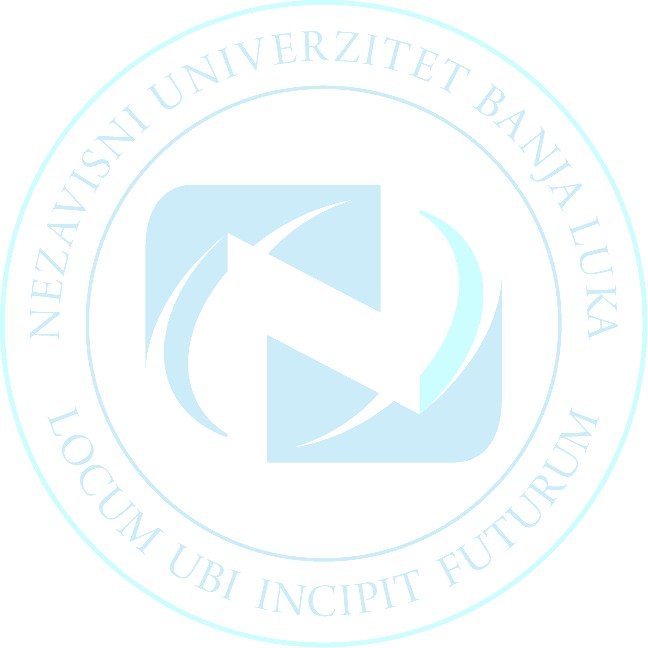 NEZAVISNI UNIVERZITET BANJA LUKA
LOCUM UBI INCIPIT FUTURUM